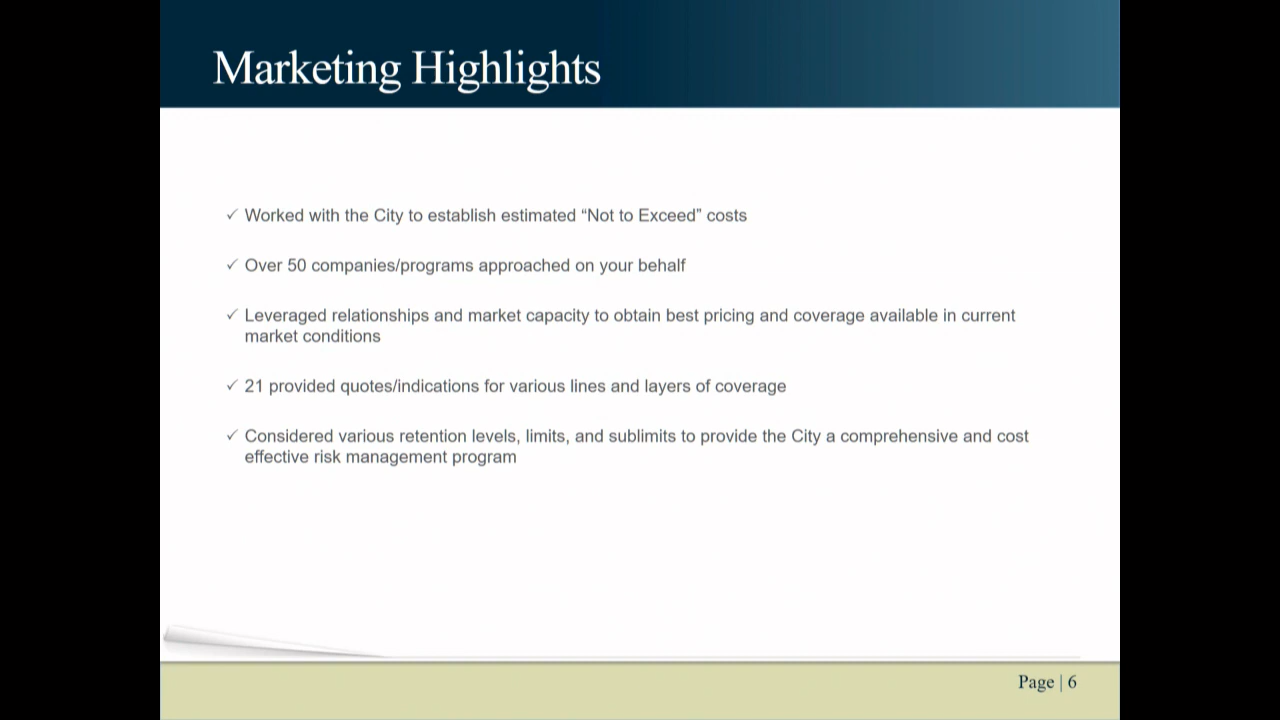 Marketing Highlights
✓ Worked with the City to establish estimated “Not to Exceed” costs
✓ Over 50 companies/programs approached on your behalf
✓ Leveraged relationships and market capacity to obtain best pricing and coverage available in current
market conditions
✓ 21 provided quotes/indications for various lines and layers of coverage
✓ Considered various retention levels, limits, and sublimits to provide the City a comprehensive and cost
effective risk management program
Page | 6